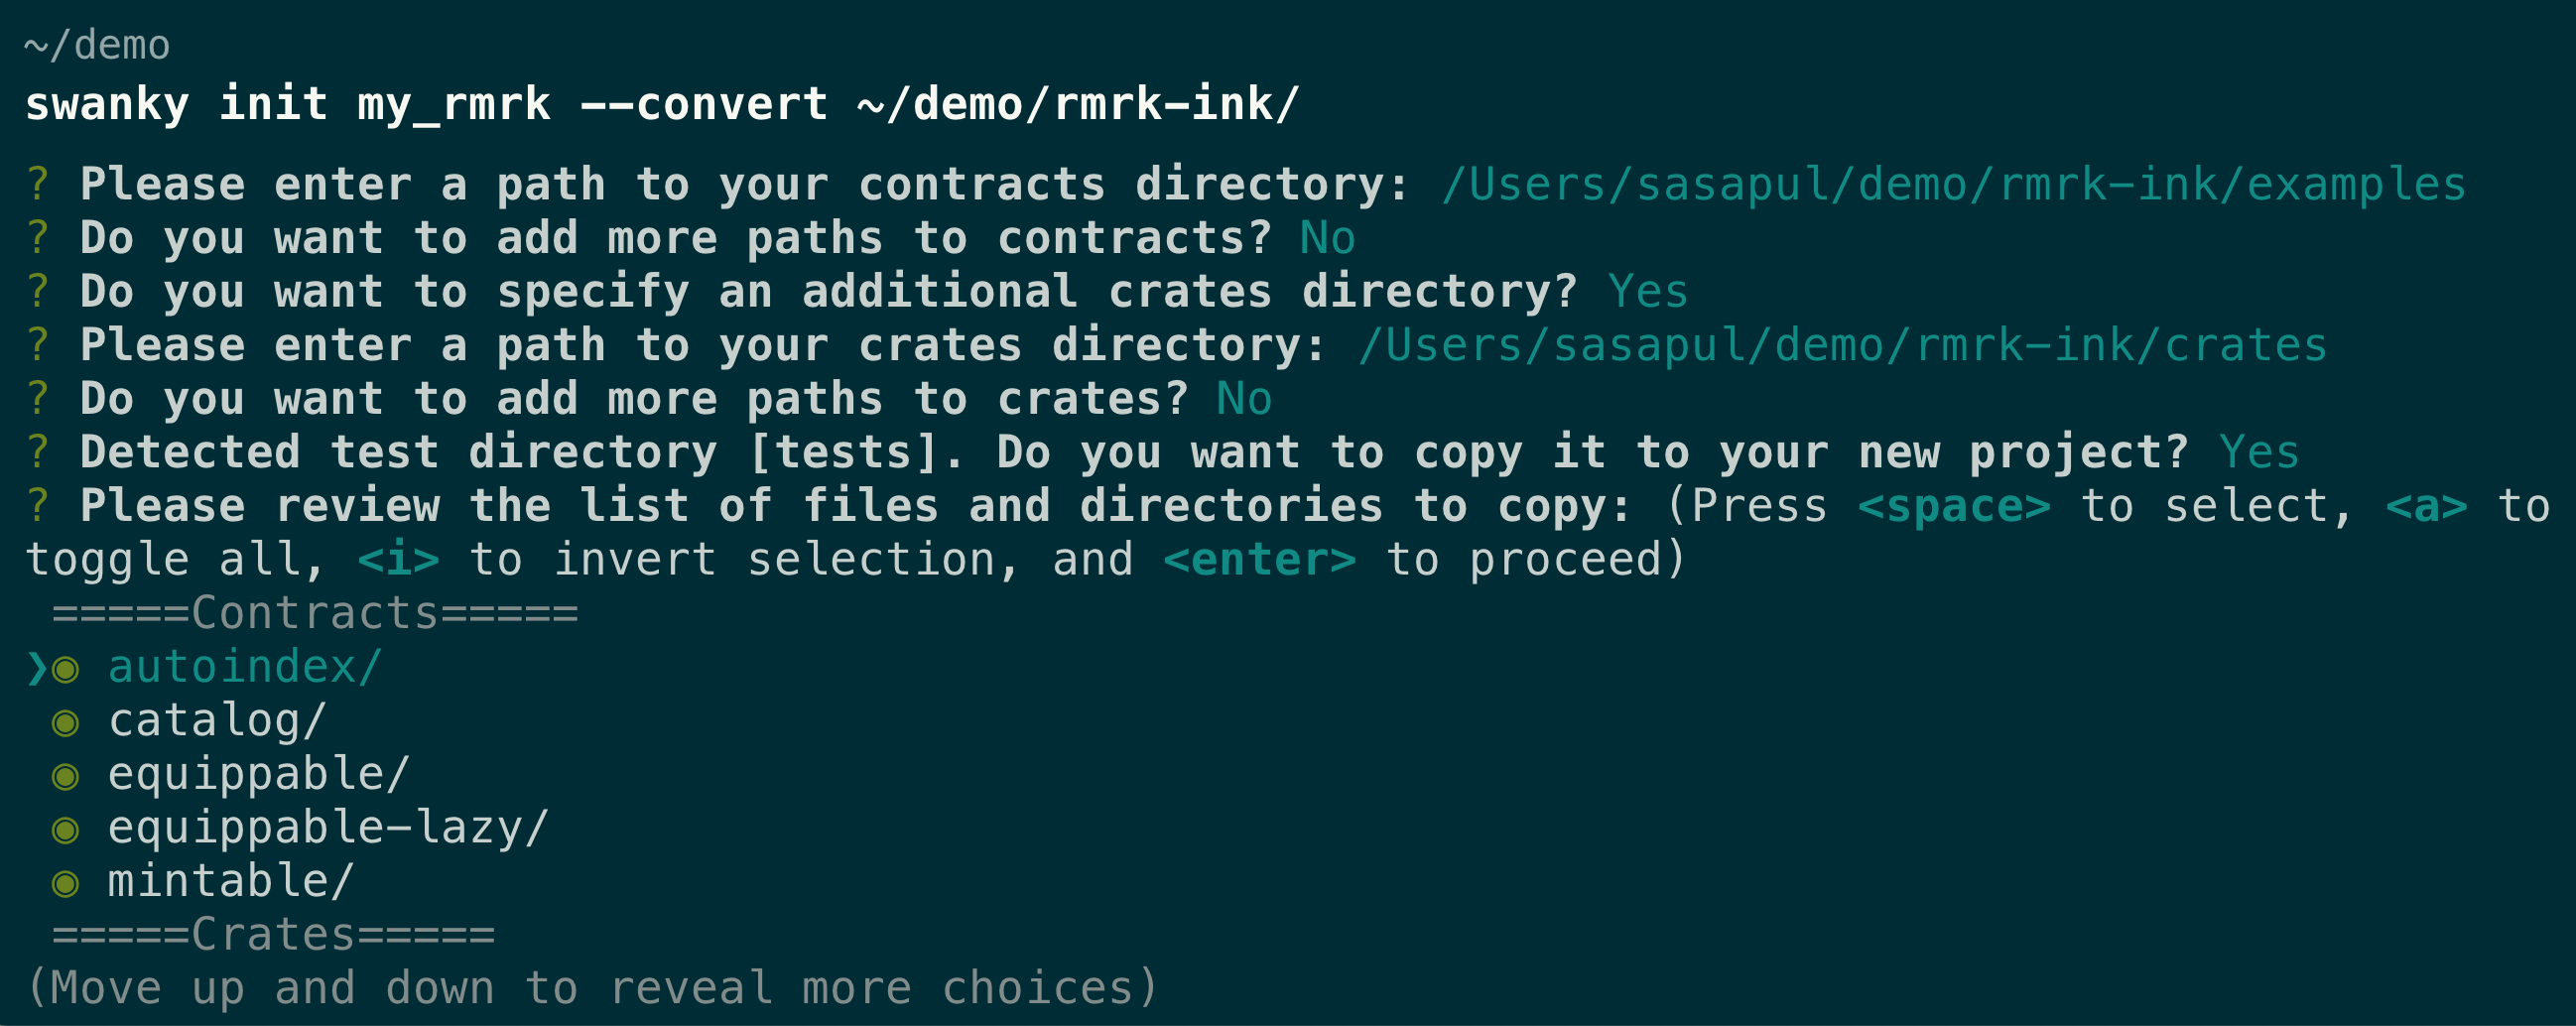 ~/demo
swanky init my_rmrk --convert ~/demo/rmrk-ink/
? Please enter a path to your contracts directory: /Users/sasapul/demo/rmrk-ink/examples
? Do you want to add more paths to contracts? No
? Do you want to specify an additional crates directory? Yes
? Please enter a path to your crates directory: /Users/sasapul/demo/rmrk-ink/crates
? Do you want to add more paths to crates? No
? Detected test directory [tests]. Do you want to copy it to your new project? Yes
? Please review the list of files and directories to copy: (Press <space> to select, <a> to
toggle all, <i> to invert selection, and <enter> to proceed)
=====Contracts=====
❯◉ autoindex/
◉ catalog/
◉ equippable/
◉ equippable-lazy/
◉ mintable/
=====Crates=====
(Move up and down to reveal more choices)